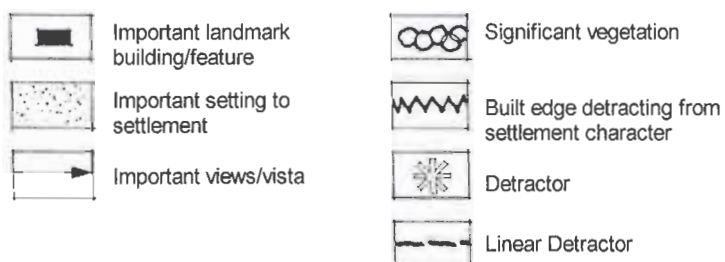 Important landmark
building/feature
Important setting to
settlement
Important views/vista
Significant vegetation
Built edge detracting from
settlement character
Detractor
Linear Detractor